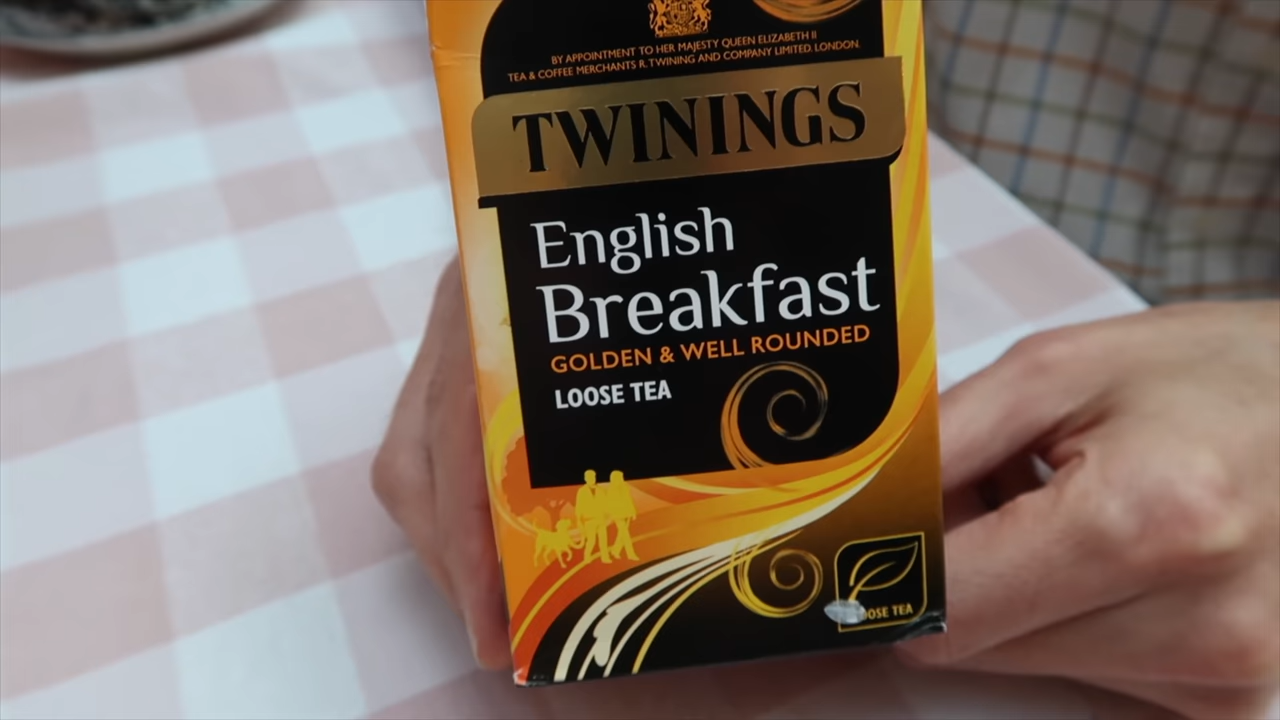 BY APPOINTMENT TO HER MAJESTY QUEEN ELIZABETH II
TEA & COFFEE MERCHANTS R. TWINING AND COMPANY LIMITED. LONDON.
TWININGS
English
Breakfast
GOLDEN & WELL ROUNDED
LOOSE TEA
LOOSE TEA